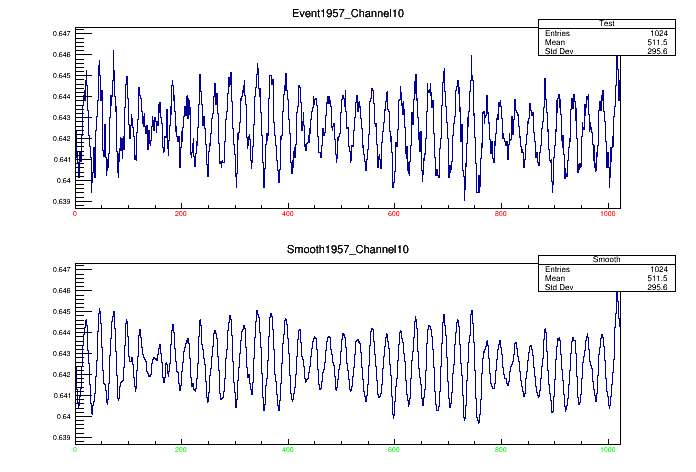 Event1957_Channel10
Test
Entries 1024
Mean 511.5
Std Dev 295.6
0.647
0.646
0.645
0.644
0.643
0.642
0.641
0.64
0.639
0 200 400 600 800 1000
Smooth1957_Channel10
Smooth
Entries 1024
Mean 511.5
Std Dev 295.6
0.647
0.646
0.645
0.644
0.643
0.642
0.641
0.64
0.639
0 200 400 600 800 1000